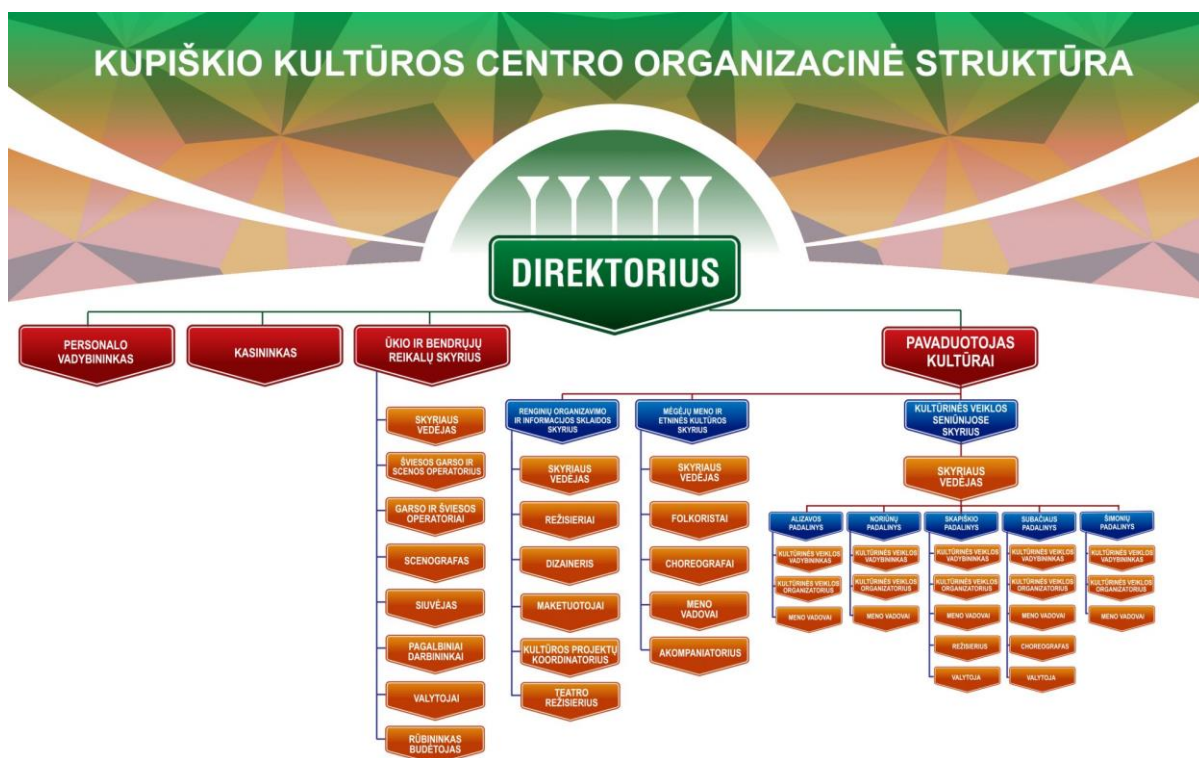 KUPIŠKIO KULTŪROS CENTRO ORGANIZACINĖ STRUKTŪRA
DIREKTORIUS
PERSONALO
VADYBININKAS
KASININKAS
ŪKIO IR BENDRŲJŲ
REIKALŲ SKYRIUS
PAVADUOTOJAS
KULTŪRAI
SKYRIAUS
VEDĖJAS
ŠVIESOS GARSO IR
SCENOS OPERATORIUS
GARSO IR ŠVIESOS
OPERATORIAI
SCENOGRAFAS
SIUVĖJAS
PAGALBINIAI
DARBININKAI
VALYTOJAI
RŪBININKAS
BUDĖTOJAS
RENGINIŲ ORGANIZAVIMO
IR INFORMACIJOS SKLAIDOS
SKYRIUS
SKYRIAUS
VEDĖJAS
REŽISIERIAI
DIZAINERIS
MAKETUOTOJAI
KULTŪROS PROJEKTŲ
KOORDINATORIUS
TEATRO
REŽISIERIUS
MĖGĖJŲ MENO IR
ETNINĖS KULTŪROS
SKYRIUS
SKYRIAUS
VEDĖJAS
FOLKORISTAI
CHOREOGRAFAI
MENO
VADOVAI
AKOMPANIATORIUS
KULTŪRINĖS VEIKLOS
SENIŪNIJOSE
SKYRIUS
SKYRIAUS
VEDĖJAS
ALIZAVOS
PADALINYS
KULTŪRINĖS VEIKLOS
VADYBININKAS
KULTŪRINĖS VEIKLOS
ORGANIZATORIUS
MENO VADOVAI
NORIŪNŲ
PADALINYS
KULTŪRINĖS VEIKLOS
VADYBININKAS
KULTŪRINĖS VEIKLOS
ORGANIZATORIUS
MENO VADOVAI
SKAPIŠKIO
PADALINYS
KULTŪRINĖS VEIKLOS
VADYBININKAS
KULTŪRINĖS VEIKLOS
ORGANIZATORIUS
MENO VADOVAI
REŽISIERIUS
VALYTOJA
SUBAČIAUS
PADALINYS
KULTŪRINĖS VEIKLOS
VADYBININKAS
KULTŪRINĖS VEIKLOS
ORGANIZATORIUS
MENO VADOVAI
CHOREOGRAFAS
VALYTOJA
ŠIMONIŲ
PADALINYS
KULTŪRINĖS VEIKLOS
VADYBININKAS
KULTŪRINĖS VEIKLOS
ORGANIZATORIUS
MENO VADOVAI